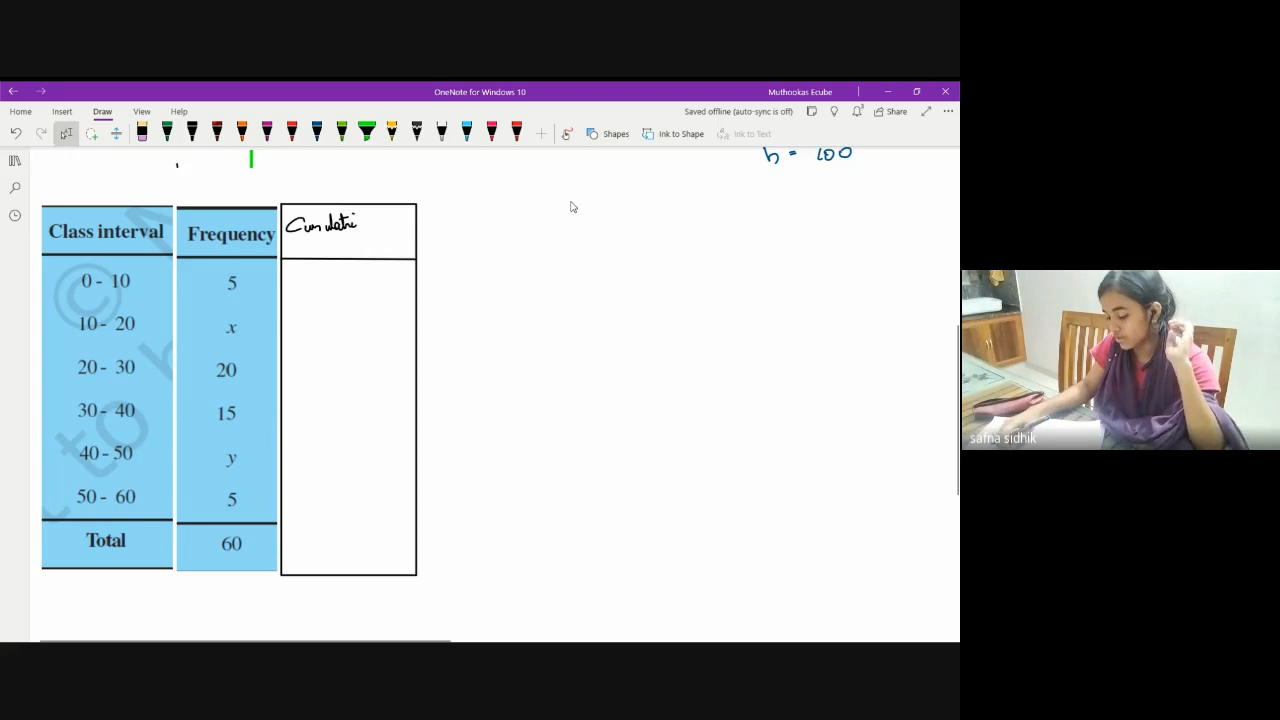 OneNote for Windows 10
Muthookas Ecube
Home Insert Draw View Help
Saved offline (auto-sync is off)
Share
Shapes
Ink to Shape
Ink to Text
h = 100
Class interval Frequency
0 - 10 5
10 - 20 x
20 - 30 20
30 - 40 15
40 - 50 y
50 - 60 5
Total 60
safna sidhik